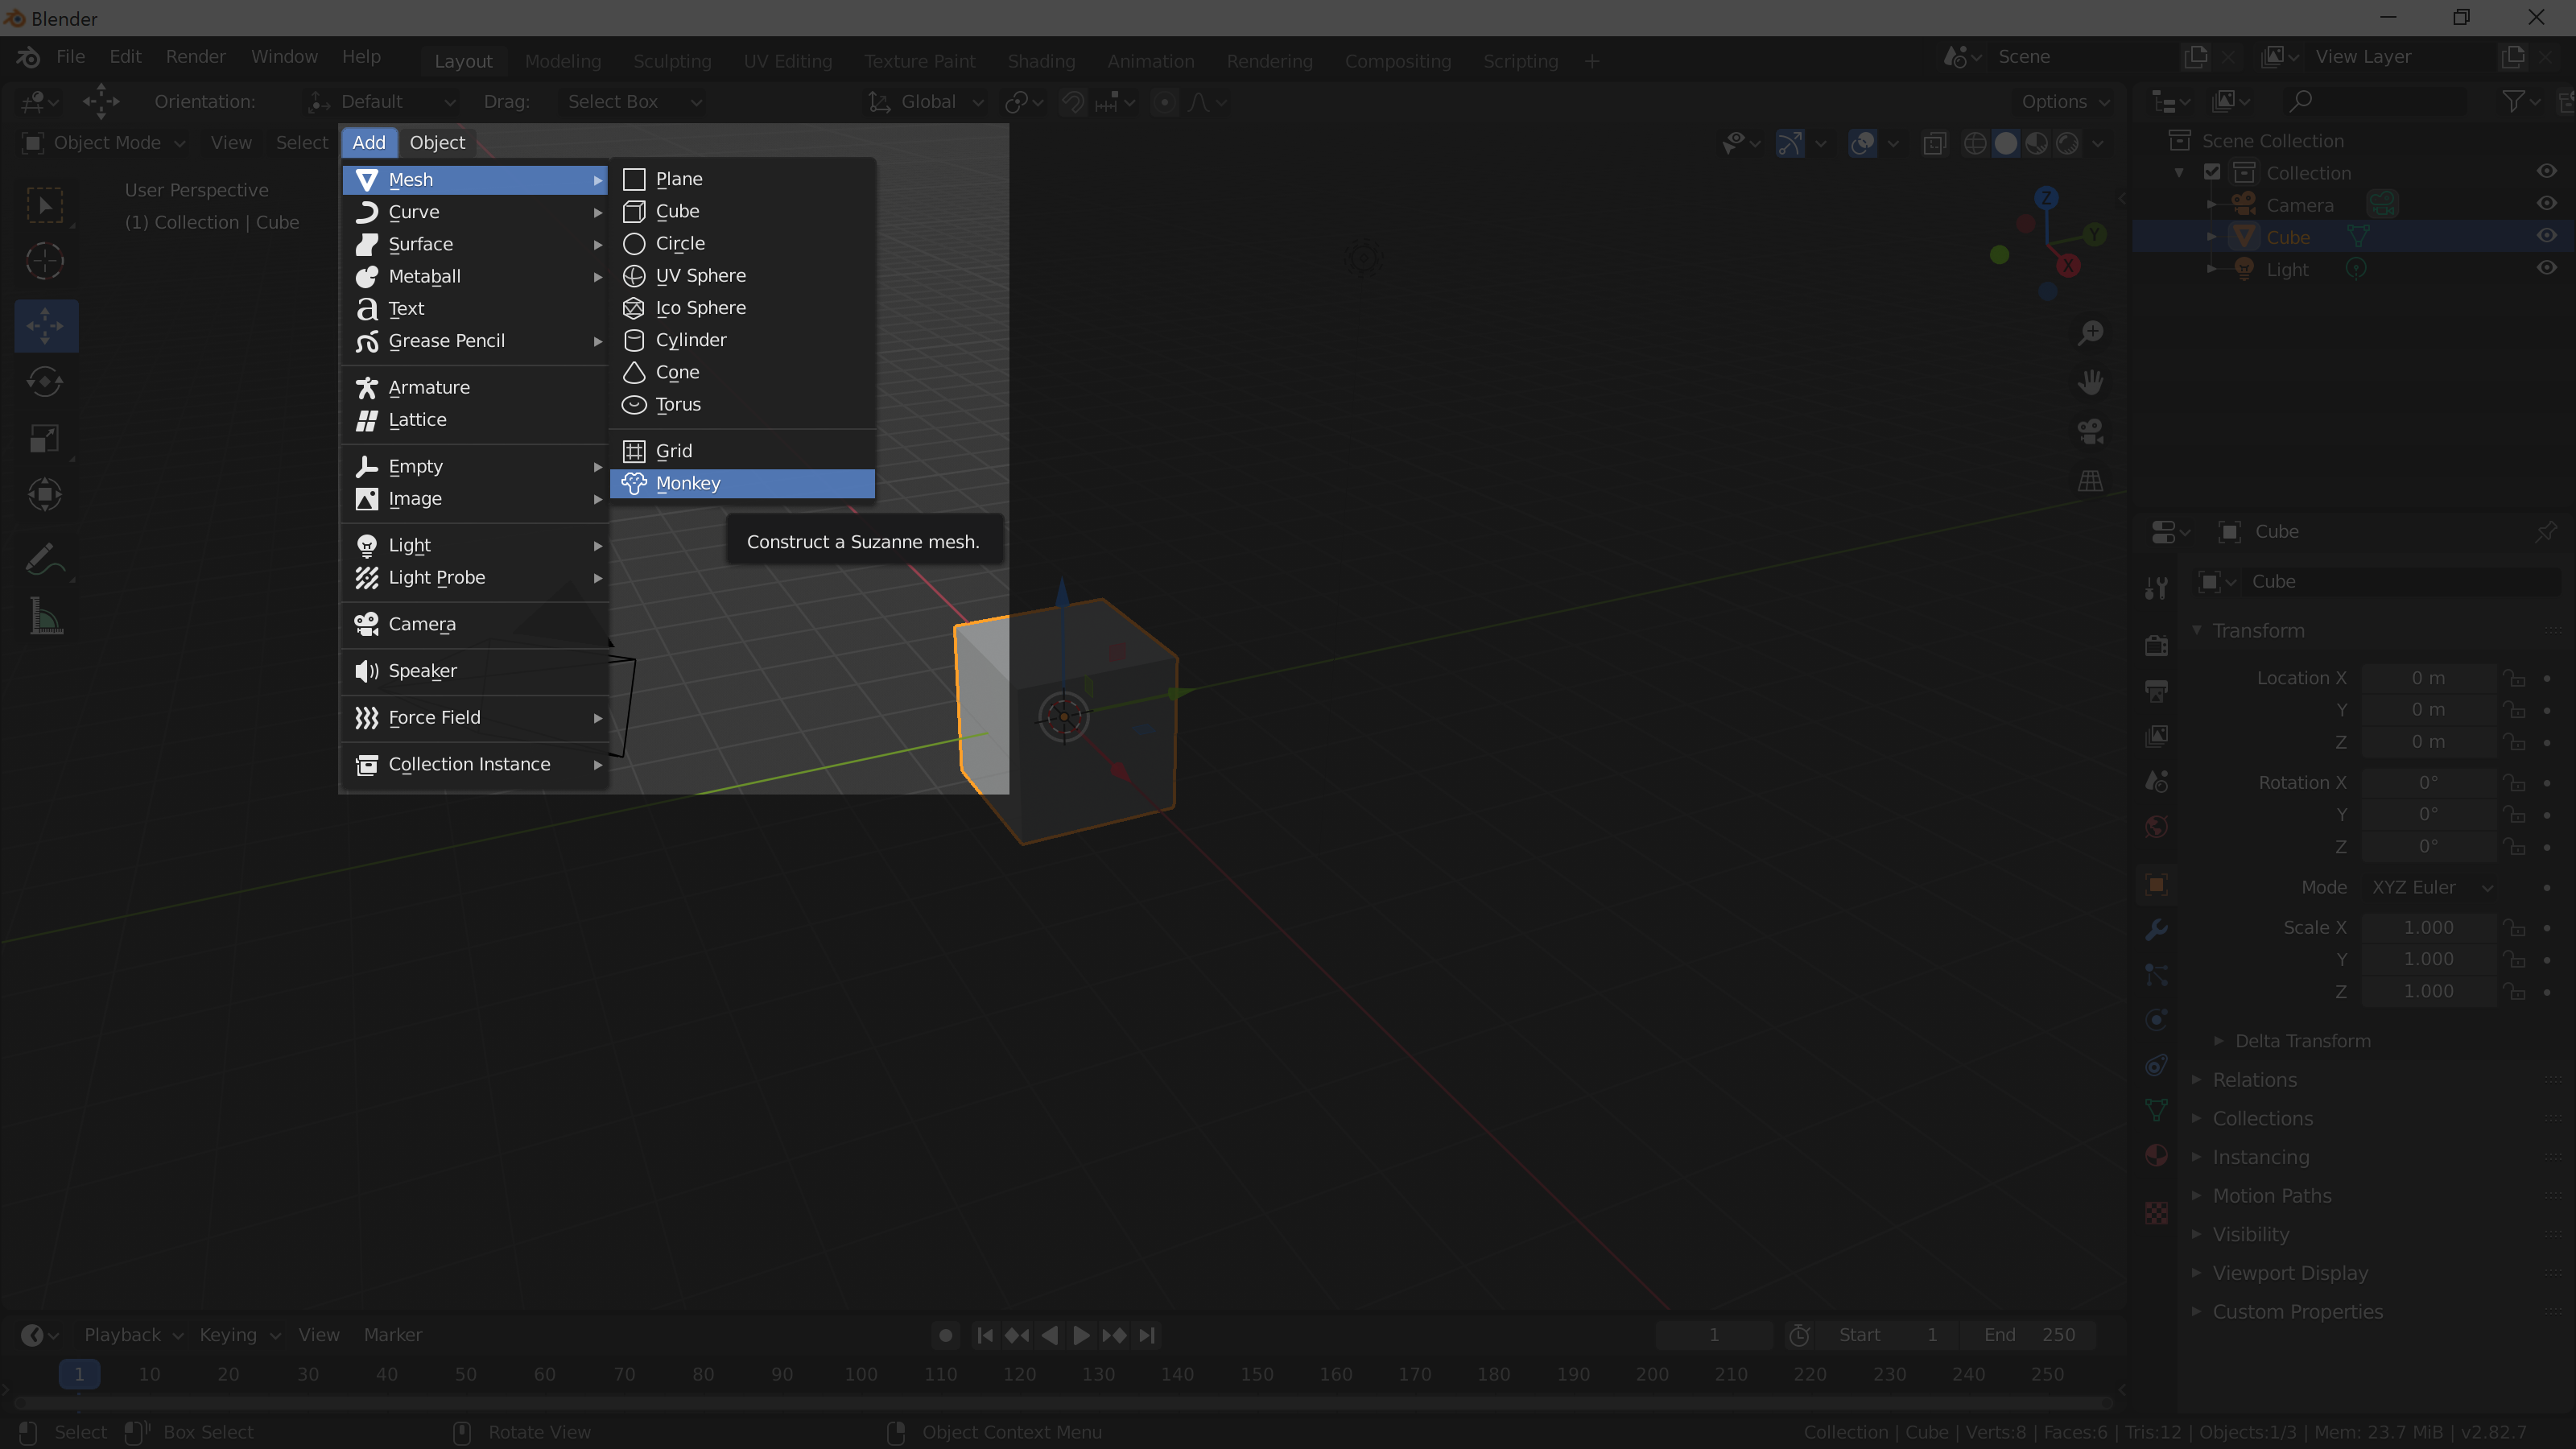 Blender
File Edit Render Window Help Layout Modeling Sculpting UV Editing Texture Paint Shading Animation Rendering Compositing Scripting + Scene View Layer
Orientation: Default Drag: Select Box Global Options
Object Mode View Select Add Object
User Perspective
(1) Collection | Cube
Mesh
Curve
Surface
Metaball
Text
Grease Pencil
Armature
Lattice
Empty
Image
Light
Light Probe
Camera
Speaker
Force Field
Collection Instance
Plane
Cube
Circle
UV Sphere
Ico Sphere
Cylinder
Cone
Torus
Grid
Monkey
Construct a Suzanne mesh.
Z
Y
X
Scene Collection
Collection
Camera
Cube
Light
Cube
Cube
Transform
Location X 0 m
Y 0 m
Z 0 m
Rotation X 0°
Y 0°
Z 0°
Mode XYZ Euler
Scale X 1.000
Y 1.000
Z 1.000
Delta Transform
Relations
Collections
Instancing
Motion Paths
Visibility
Viewport Display
Custom Properties
Playback Keying View Marker 1 Start 1 End 250
1 10 20 30 40 50 60 70 80 90 100 110 120 130 140 150 160 170 180 190 200 210 220 230 240 250
Select Box Select Rotate View Object Context Menu Collection | Cube | Verts:8 | Faces:6 | Tris:12 | Objects:1/3 | Mem: 23.7 MiB | v2.82.7